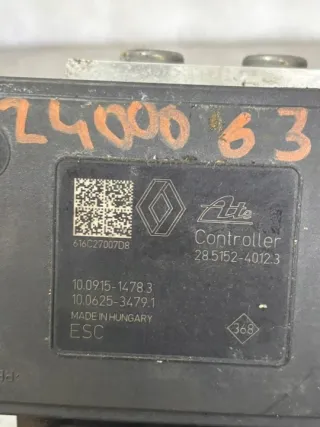 24000 63
Ate
616C27007D8
Controller
28.5152-4012.3
10.0915-1478.3
10.0625-3479.1
MADE IN HUNGARY
ESC
368